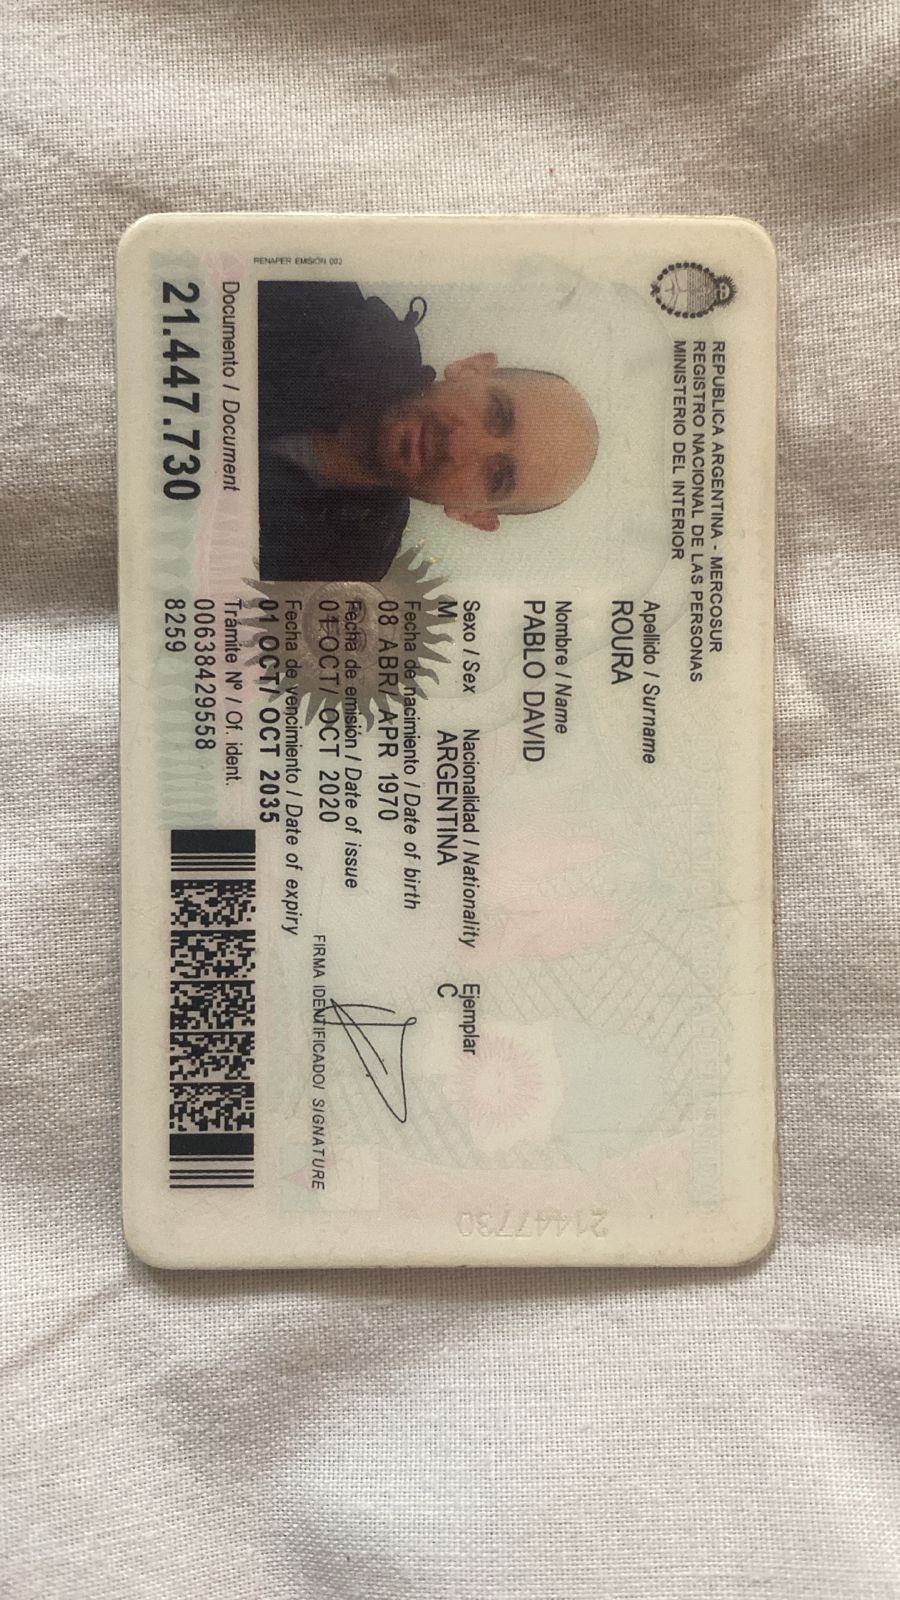 REPUBLICA ARGENTINA - MERCOSUR
REGISTRO NACIONAL DE LAS PERSONAS
MINISTERIO DEL INTERIOR
Apellido / Surname
ROURA
Nombre / Name
PABLO DAVID
Sexo / Sex Nacionalidad / Nationality Ejemplar
M ARGENTINA C
Fecha de nacimiento / Date of birth
08 ABR/ APR 1970
Fecha de emisión / Date of issue
01 OCT/ OCT 2020
Fecha de vencimiento / Date of expiry
01 OCT/ OCT 2035
FIRMA IDENTIFICADO/ SIGNATURE
RENAPER EMISIÓN 002
Documento / Document
21.447.730
Trámite Nº / Of. ident.
00638429558
8259
21447730